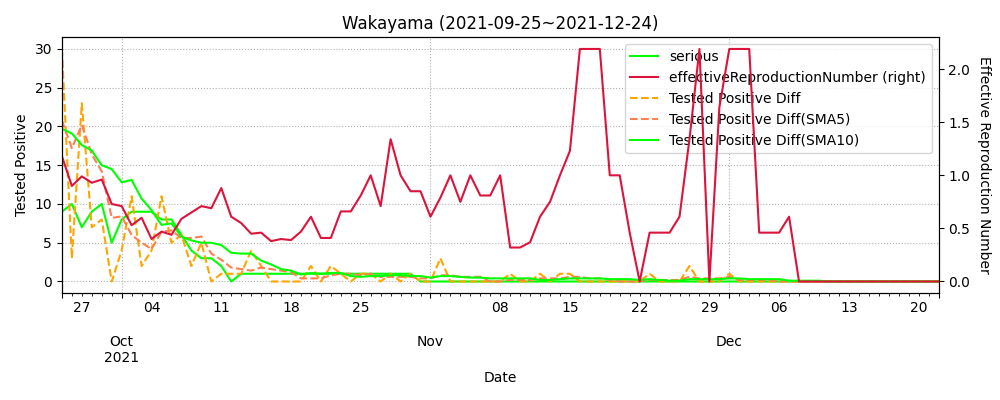 Wakayama (2021-09-25~2021-12-24)
Tested Positive
30
25
20
15
10
5
0
serious
effectiveReproductionNumber (right)
Tested Positive Diff
Tested Positive Diff(SMA5)
Tested Positive Diff(SMA10)
2.0
1.5
1.0
0.5
0.0
Effective Reproduction Number
27 04 11 18 25 08 15 22 29 06 13 20
Oct Nov Dec
2021
Date